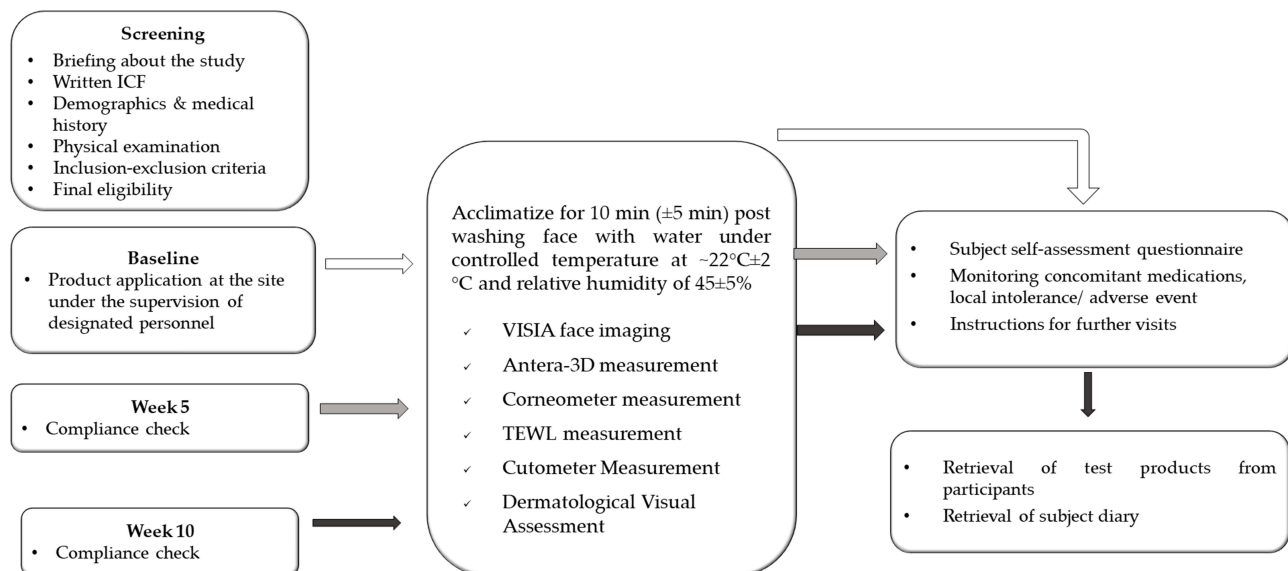 Screening
• Briefing about the study
• Written ICF
• Demographics & medical
history
• Physical examination
• Inclusion-exclusion criteria
• Final eligibility
Baseline
• Product application at the site
under the supervision of
designated personnel
Week 5
• Compliance check
Week 10
• Compliance check
Acclimatize for 10 min (±5 min) post
washing face with water under
controlled temperature at ~22°C±2
°C and relative humidity of 45±5%
✓ VISIA face imaging
✓ Antera-3D measurement
✓ Corneometer measurement
✓ TEWL measurement
✓ Cutometer Measurement
✓ Dermatological Visual
Assessment
• Subject self-assessment questionnaire
• Monitoring concomitant medications,
local intolerance/ adverse event
• Instructions for further visits
• Retrieval of test products from
participants
• Retrieval of subject diary